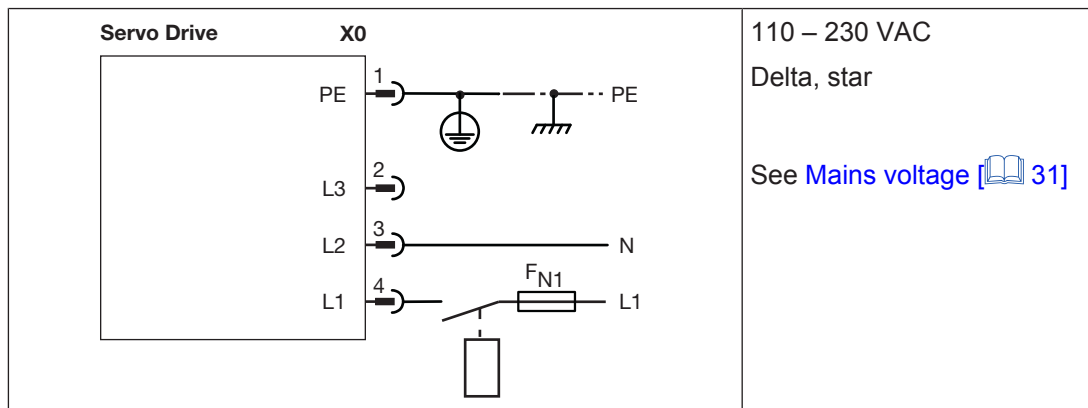 Servo Drive X0
PE 1 PE
L3 2
L2 3 N
L1 4 FN1 L1
110 – 230 VAC
Delta, star
See Mains voltage [ 31]